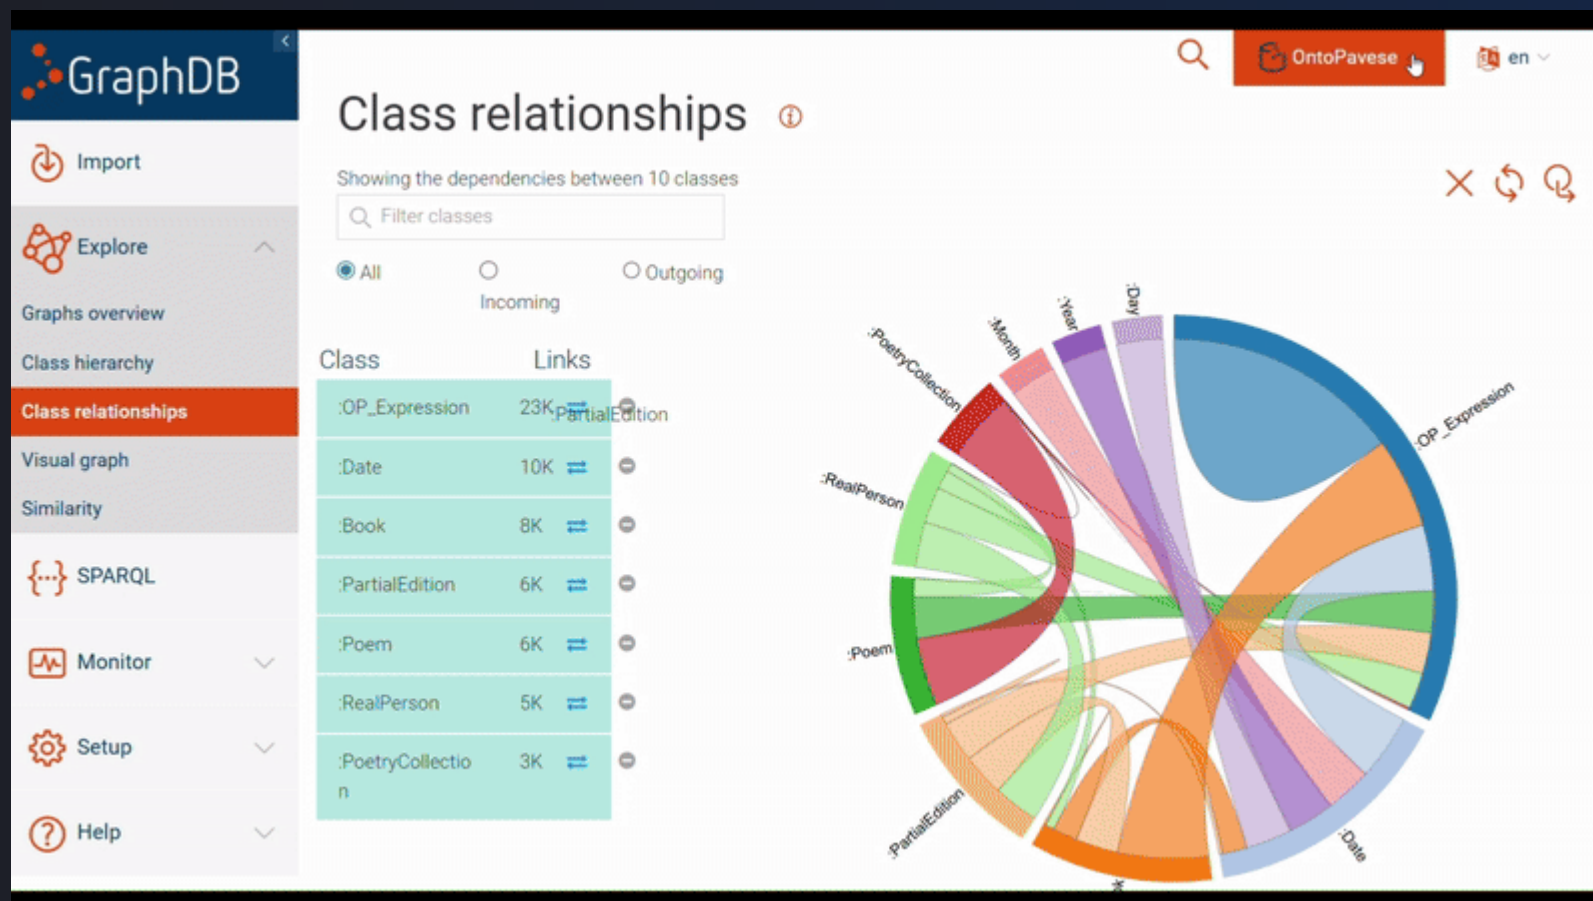 GraphDB
OntoPavese
en
Class relationships
Import
Showing the dependencies between 10 classes
Filter classes
Explore
All
Incoming
Outgoing
Graphs overview
Class hierarchy
Class relationships
Visual graph
Similarity
SPARQL
Monitor
Setup
Help
Class Links
:OP_Expression 23K
:PartialEdition
:Date 10K
:Book 8K
:PartialEdition 6K
:Poem 6K
:RealPerson 5K
:PoetryCollectio
n 3K
:Day
:Year
:Month
:PoetryCollection
:OP_Expression
:RealPerson
:Poem
:PartialEdition
:Date